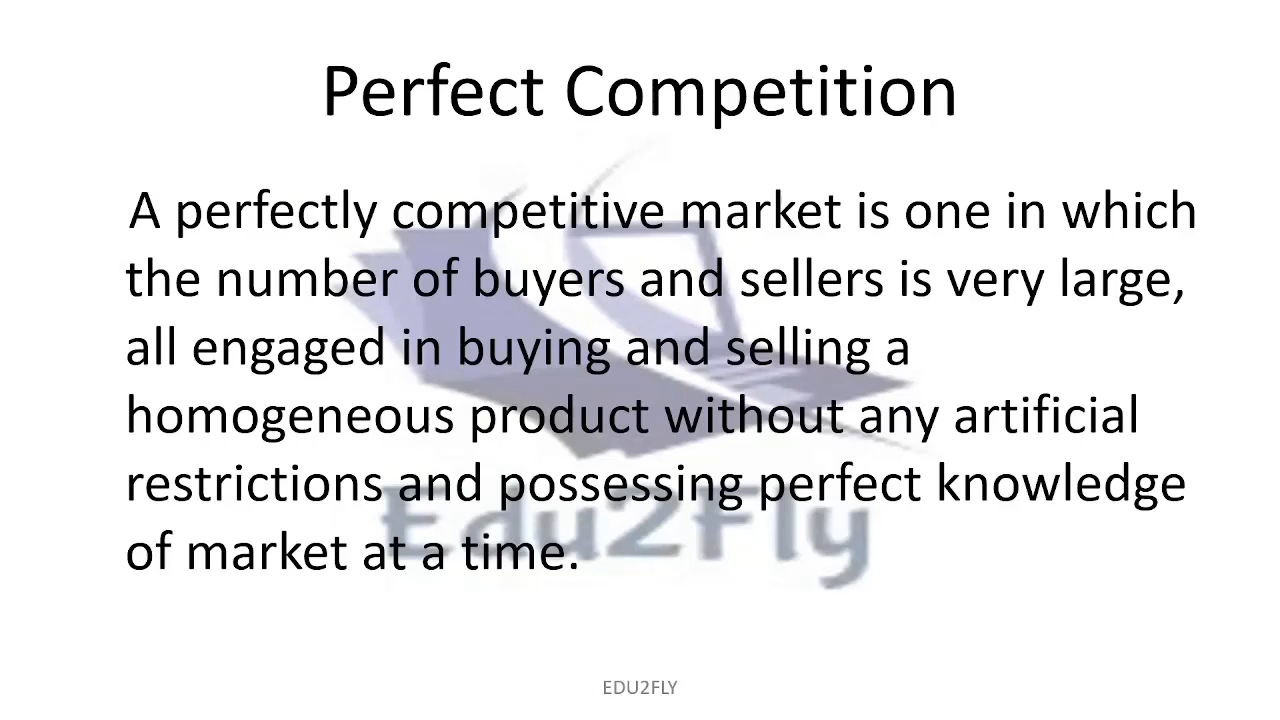 Perfect Competition
A perfectly competitive market is one in which
the number of buyers and sellers is very large,
all engaged in buying and selling a
homogeneous product without any artificial
restrictions and possessing perfect knowledge
of market at a time.
Edu2Fly
EDU2FLY